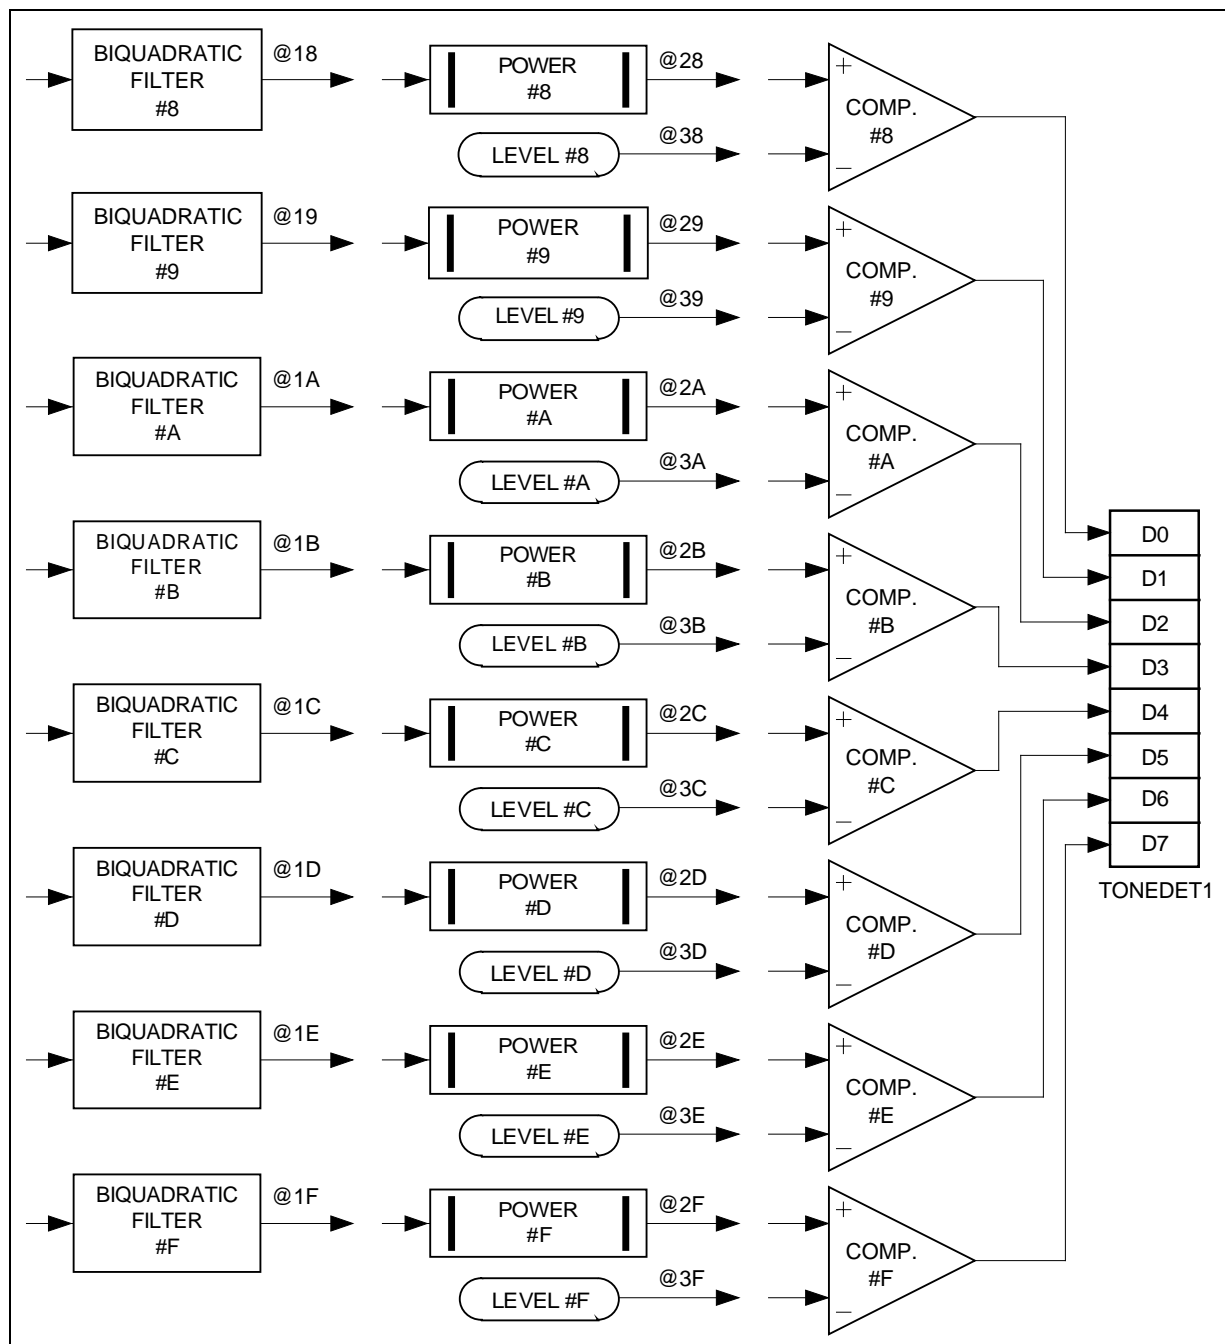 BIQUADRATIC
FILTER
#8
@18
POWER
#8
@28
+
COMP.
#8
−
LEVEL #8
@38
BIQUADRATIC
FILTER
#9
@19
POWER
#9
@29
+
COMP.
#9
−
LEVEL #9
@39
BIQUADRATIC
FILTER
#A
@1A
POWER
#A
@2A
+
COMP.
#A
−
LEVEL #A
@3A
BIQUADRATIC
FILTER
#B
@1B
POWER
#B
@2B
+
COMP.
#B
−
LEVEL #B
@3B
BIQUADRATIC
FILTER
#C
@1C
POWER
#C
@2C
+
COMP.
#C
−
LEVEL #C
@3C
BIQUADRATIC
FILTER
#D
@1D
POWER
#D
@2D
+
COMP.
#D
−
LEVEL #D
@3D
BIQUADRATIC
FILTER
#E
@1E
POWER
#E
@2E
+
COMP.
#E
−
LEVEL #E
@3E
BIQUADRATIC
FILTER
#F
@1F
POWER
#F
@2F
+
COMP.
#F
−
LEVEL #F
@3F
D0
D1
D2
D3
D4
D5
D6
D7
TONEDET1